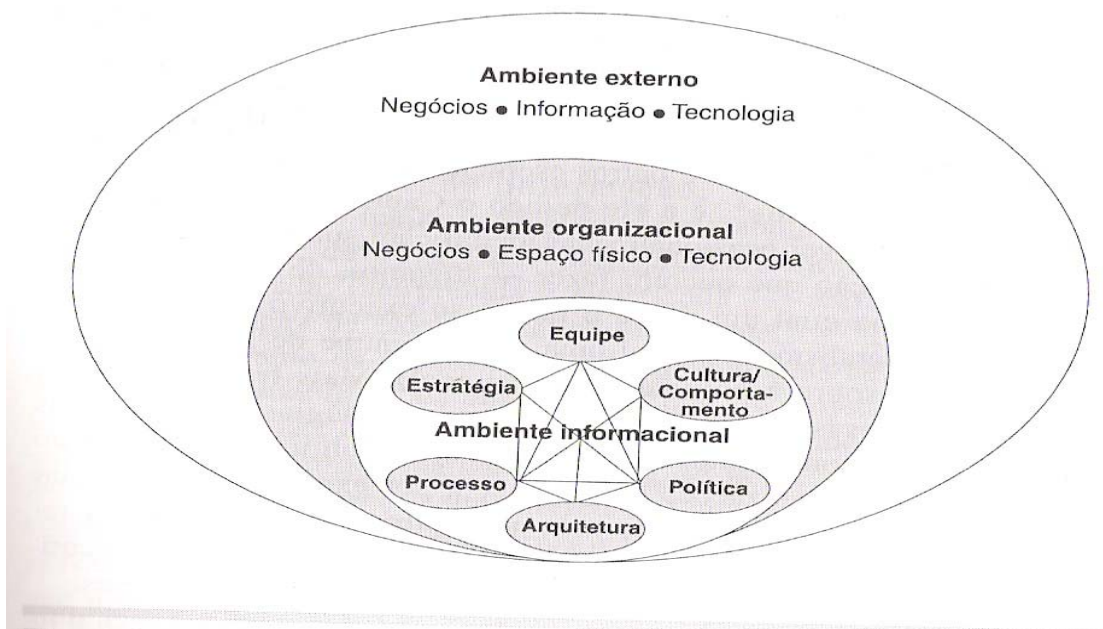 Ambiente externo
Negócios ● Informação ● Tecnologia
Ambiente organizacional
Negócios ● Espaço físico ● Tecnologia
Equipe
Estratégia
Cultura/
Comporta-
mento
Ambiente informacional
Processo
Política
Arquitetura